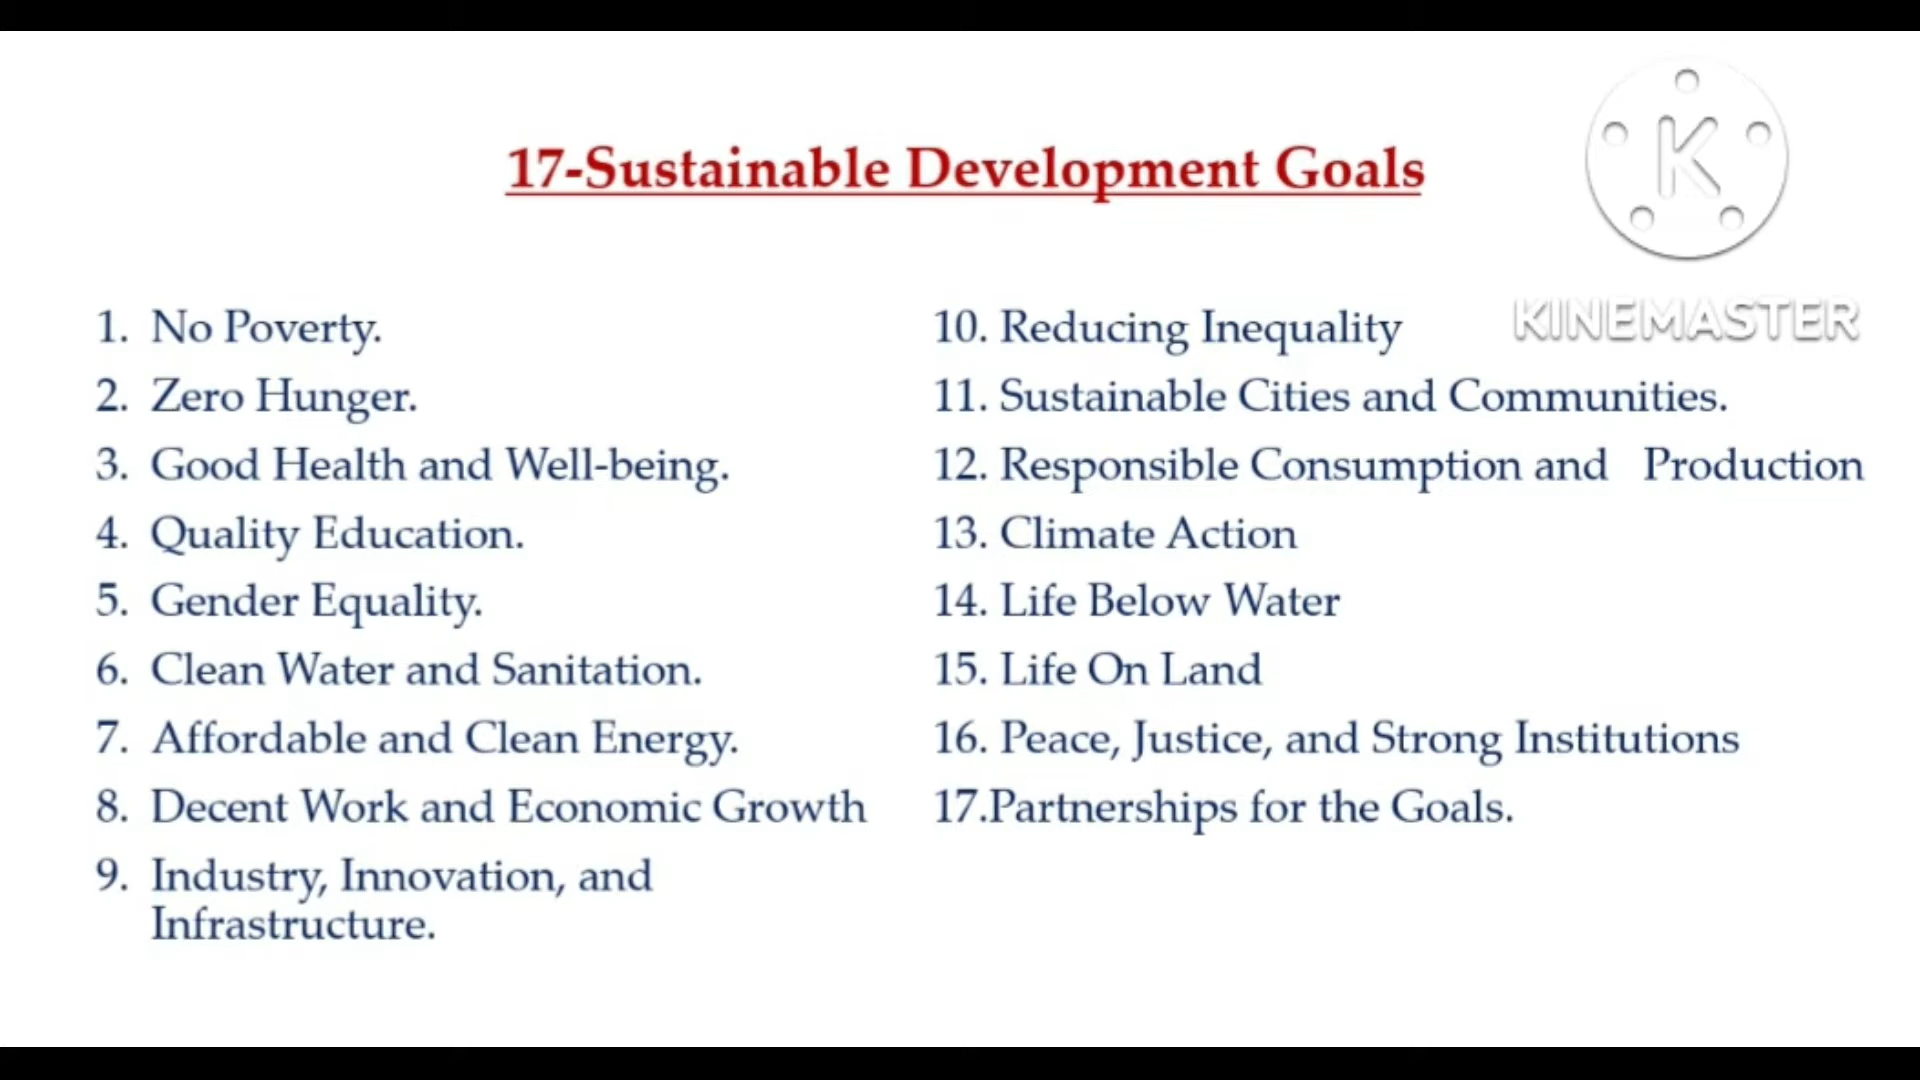 17-Sustainable Development Goals
K
KINEMASTER
1. No Poverty.
2. Zero Hunger.
3. Good Health and Well-being.
4. Quality Education.
5. Gender Equality.
6. Clean Water and Sanitation.
7. Affordable and Clean Energy.
8. Decent Work and Economic Growth
9. Industry, Innovation, and
Infrastructure.
10. Reducing Inequality
11. Sustainable Cities and Communities.
12. Responsible Consumption and Production
13. Climate Action
14. Life Below Water
15. Life On Land
16. Peace, Justice, and Strong Institutions
17.Partnerships for the Goals.